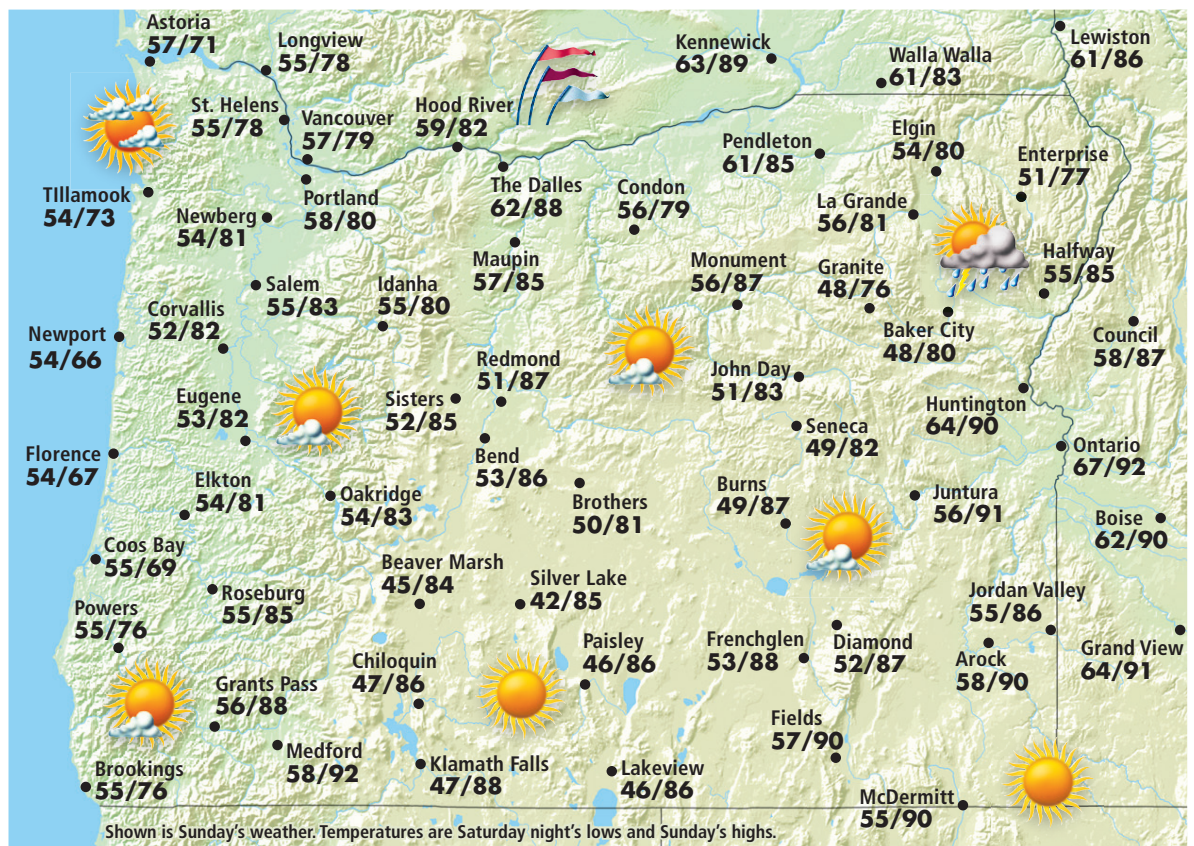 Astoria
57/71
Longview
55/78
Kennewick
63/89
Walla Walla
61/83
Lewiston
61/86
St. Helens
55/78
Vancouver
57/79
Hood River
59/82
Pendleton
61/85
Elgin
54/80
Enterprise
51/77
TIllamook
54/73
Newberg
54/81
Portland
58/80
The Dalles
62/88
Condon
56/79
La Grande
56/81
Maupin
57/85
Monument
56/87
Granite
48/76
Halfway
55/85
Salem
55/83
Idanha
55/80
Corvallis
52/82
Newport
54/66
Baker City
48/80
Council
58/87
Redmond
51/87
John Day
51/83
Eugene
53/82
Sisters
52/85
Huntington
64/90
Seneca
49/82
Ontario
67/92
Florence
54/67
Bend
53/86
Elkton
54/81
Oakridge
54/83
Brothers
50/81
Burns
49/87
Juntura
56/91
Boise
62/90
Coos Bay
55/69
Beaver Marsh
45/84
Silver Lake
42/85
Roseburg
55/85
Jordan Valley
55/86
Powers
55/76
Paisley
46/86
Frenchglen
53/88
Diamond
52/87
Arock
58/90
Grand View
64/91
Chiloquin
47/86
Grants Pass
56/88
Fields
57/90
Medford
58/92
Klamath Falls
47/88
Lakeview
46/86
Brookings
55/76
McDermitt
55/90
Shown is Sunday's weather. Temperatures are Saturday night's lows and Sunday's highs.